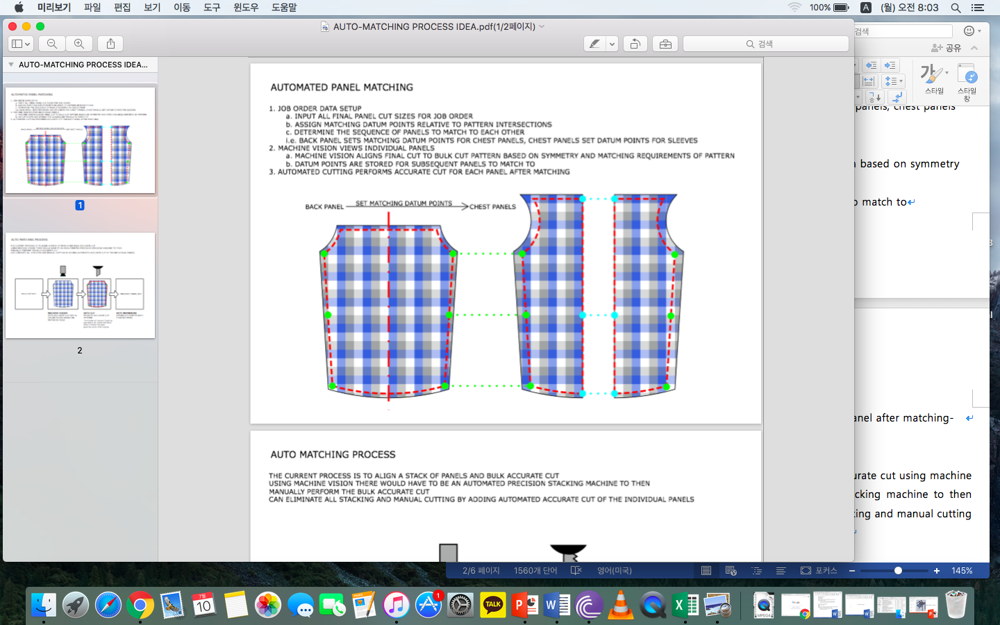 미리보기 파일 편집 보기 이동 도구 윈도우 도움말
100% A (월) 오전 8:03
AUTO-MATCHING PROCESS IDEA.pdf(1/2페이지)
검색
AUTO-MATCHING PROCESS IDEA...
1
2
AUTOMATED PANEL MATCHING
1. JOB ORDER DATA SETUP
a. INPUT ALL FINAL PANEL CUT SIZES FOR JOB ORDER
b. ASSIGN MATCHING DATUM POINTS RELATIVE TO PATTERN INTERSECTIONS
c. DETERMINE THE SEQUENCE OF PANELS TO MATCH TO EACH OTHER
i.e. BACK PANEL SETS MATCHING DATUM POINTS FOR CHEST PANELS, CHEST PANELS SET DATUM POINTS FOR SLEEVES
2. MACHINE VISION VIEWS INDIVIDUAL PANELS
a. MACHINE VISION ALIGNS FINAL CUT TO BULK CUT PATTERN BASED ON SYMMETRY AND MATCHING REQUIREMENTS OF PATTERN
b. DATUM POINTS ARE STORED FOR SUBSEQUENT PANELS TO MATCH TO
3. AUTOMATED CUTTING PERFORMS ACCURATE CUT FOR EACH PANEL AFTER MATCHING
BACK PANEL SET MATCHING DATUM POINTS CHEST PANELS
AUTO MATCHING PROCESS
THE CURRENT PROCESS IS TO ALIGN A STACK OF PANELS AND BULK ACCURATE CUT
USING MACHINE VISION THERE WOULD HAVE TO BE AN AUTOMATED PRECISION STACKING MACHINE TO THEN
MANUALLY PERFORM THE BULK ACCURATE CUT
CAN ELIMINATE ALL STACKING AND MANUAL CUTTING BY ADDING AUTOMATED ACCURATE CUT OF THE INDIVIDUAL PANELS
검색
공유
가
스타일
스타일
창
panels, chest panels
based on symmetry
match to
panel after matching-
cut using machine
machine to then
and manual cutting
2/6 페이지 1560개 단어 영어(미국) 포커스 145%
7월
10
TALK
1
MPEG4